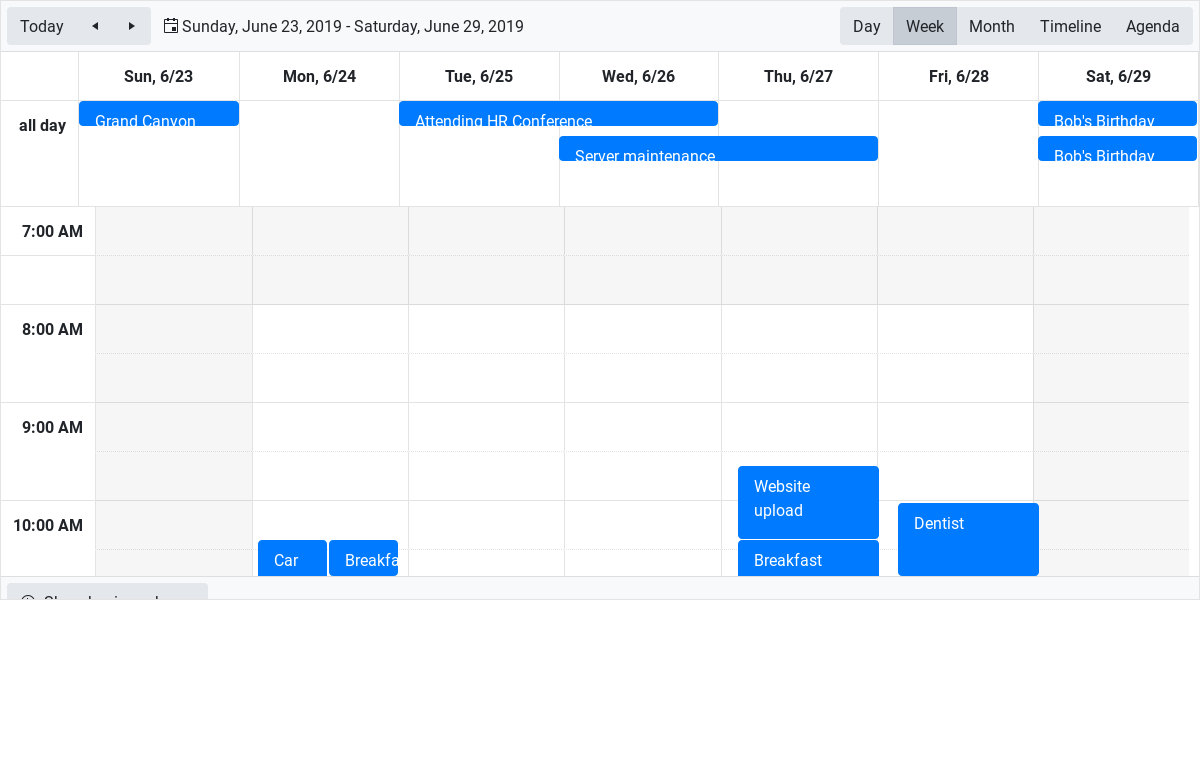 Today
Sunday, June 23, 2019 - Saturday, June 29, 2019
Day Week Month Timeline Agenda
Sun, 6/23 Mon, 6/24 Tue, 6/25 Wed, 6/26 Thu, 6/27 Fri, 6/28 Sat, 6/29
all day
Grand Canyon
Attending HR Conference
Bob's Birthday
Server maintenance
Bob's Birthday
7:00 AM
8:00 AM
9:00 AM
10:00 AM
Website
upload
Dentist
Car
Breakfa
Breakfast